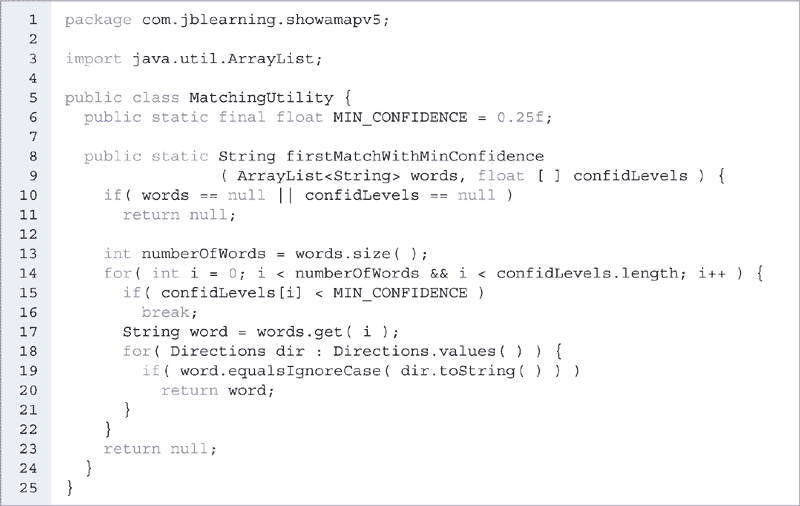 1 package com.jblearning.showamapv5;
2
3 import java.util.ArrayList;
4
5 public class MatchingUtility {
6   public static final float MIN_CONFIDENCE = 0.25f;
7
8   public static String firstMatchWithMinConfidence
9                 ( ArrayList<String> words, float [ ] confidLevels ) {
10     if( words == null || confidLevels == null )
11       return null;
12
13     int numberOfWords = words.size( );
14     for( int i = 0; i < numberOfWords && i < confidLevels.length; i++ ) {
15       if( confidLevels[i] < MIN_CONFIDENCE )
16         break;
17       String word = words.get( i );
18       for( Directions dir : Directions.values( ) ) {
19         if( word.equalsIgnoreCase( dir.toString( ) ) )
20           return word;
21       }
22     }
23     return null;
24   }
25 }